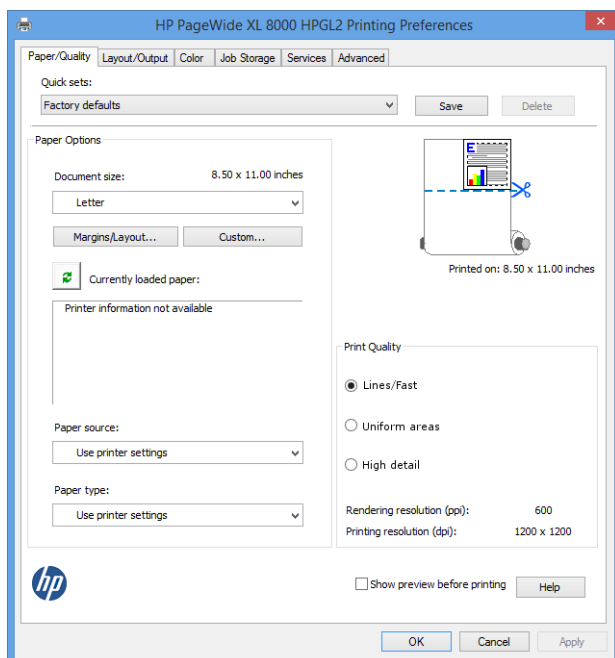 HP PageWide XL 8000 HPGL2 Printing Preferences
Paper/Quality Layout/Output Color Job Storage Services Advanced
Quick sets:
Factory defaults Save Delete
Paper Options
Document size: 8.50 x 11.00 inches
Letter
Margins/Layout... Custom...
Currently loaded paper:
Printer information not available
Paper source:
Use printer settings
Paper type:
Use printer settings
E
Printed on: 8.50 x 11.00 inches
Print Quality
Lines/Fast
Uniform areas
High detail
Rendering resolution (ppi): 600
Printing resolution (dpi): 1200 x 1200
hp
Show preview before printing Help
OK Cancel Apply